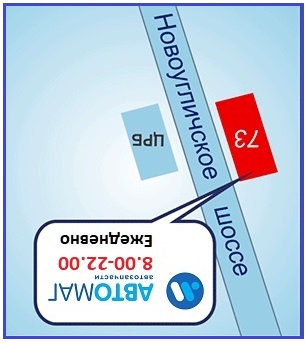 АВТОМАГ
автозапчасти
8.00-22.00
Ежедневно
шоссе
Новоугличское
73
ЦРБ